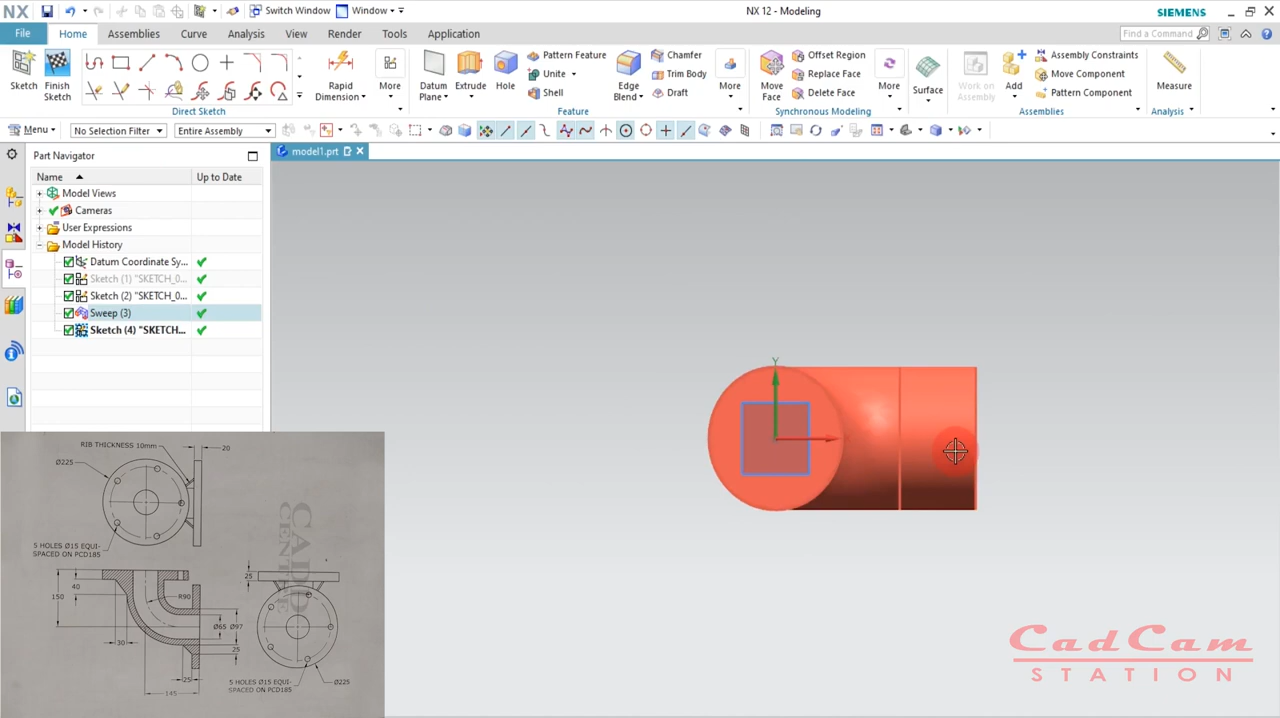 NX
Switch Window
Window
NX 12 - Modeling
SIEMENS
File
Home
Assemblies
Curve
Analysis
View
Render
Tools
Application
Find a Command
Sketch
Finish
Sketch
Rapid
Dimension
More
Direct Sketch
Datum
Plane
Extrude
Hole
Pattern Feature
Unite
Shell
Edge
Blend
Chamfer
Trim Body
Draft
More
Feature
Move
Face
Offset Region
Replace Face
Delete Face
More
Synchronous Modeling
Surface
Work on
Assembly
Add
Assembly Constraints
Move Component
Pattern Component
Assemblies
Measure
Analysis
Menu
No Selection Filter
Entire Assembly
Part Navigator
model1.prt
Name
Up to Date
Model Views
Cameras
User Expressions
Model History
Datum Coordinate Sy...
Sketch (1) "SKETCH_0...
Sketch (2) "SKETCH_0...
Sweep (3)
Sketch (4) "SKETCH...
Y
RIB THICKNESS 10mm
20
Ø225
5 HOLES Ø15 EQUI-
SPACED ON PCD185
CADD
CENTRE
25
40
150
R90
Ø65 Ø97
30
25
25
145
5 HOLES Ø15 EQUI-
SPACED ON PCD185
Ø225
CadCam
STATION